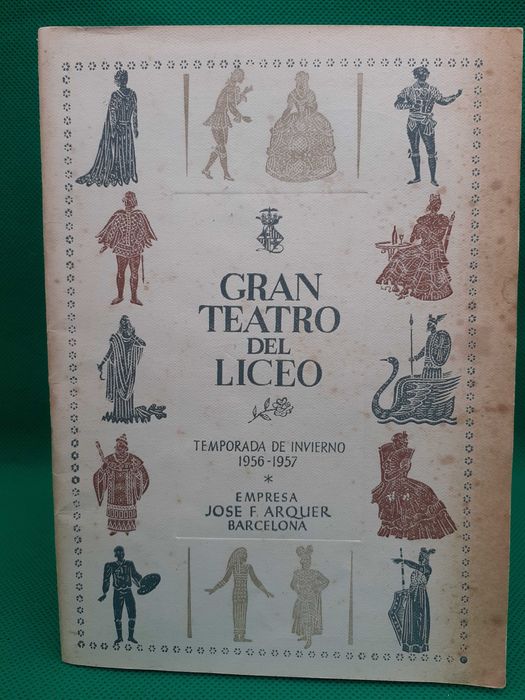 GRAN
TEATRO
DEL
LICEO
TEMPORADA DE INVIERNO
1956-1957
*
EMPRESA
JOSE F. ARQUER
BARCELONA